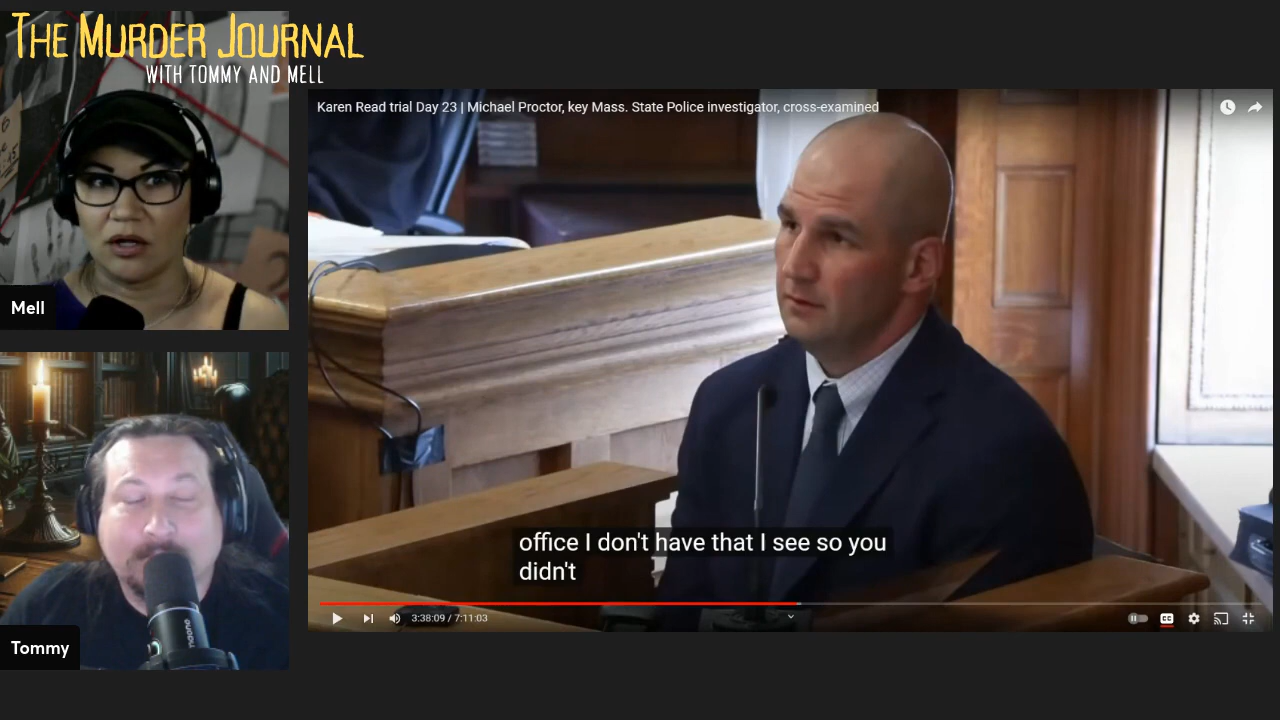 THE MURDER JOURNAL
WITH TOMMY AND MELL
Karen Read trial Day 23 | Michael Proctor, key Mass. State Police investigator, cross-examined
Mell
office I don't have that I see so you
didn't
3:38:09 / 7:11:03
CC
Tommy